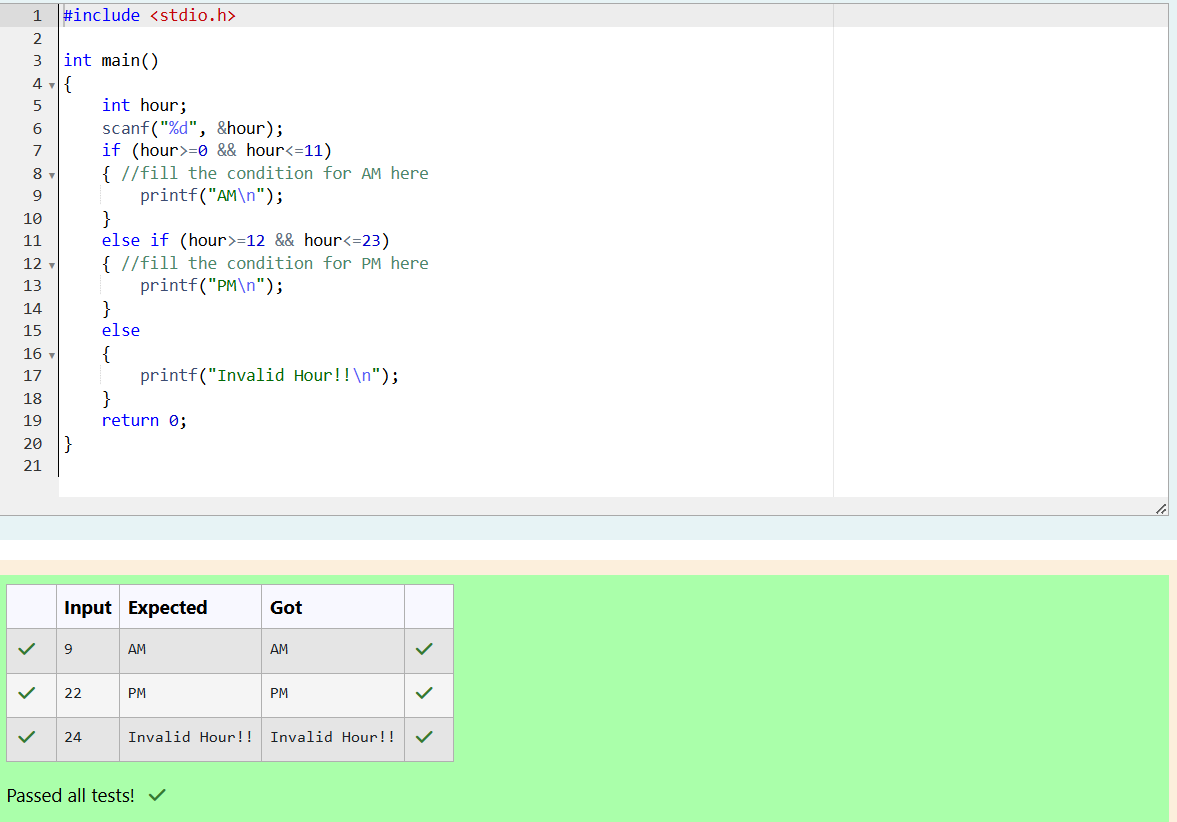 1 #include <stdio.h>
2
3 int main()
4 {
5     int hour;
6     scanf("%d", &hour);
7     if (hour>=0 && hour<=11)
8     { //fill the condition for AM here
9         printf("AM\n");
10     }
11     else if (hour>=12 && hour<=23)
12     { //fill the condition for PM here
13         printf("PM\n");
14     }
15     else
16     {
17         printf("Invalid Hour!!\n");
18     }
19     return 0;
20 }
21
Input Expected Got
9 AM AM
22 PM PM
24 Invalid Hour!! Invalid Hour!!
Passed all tests!